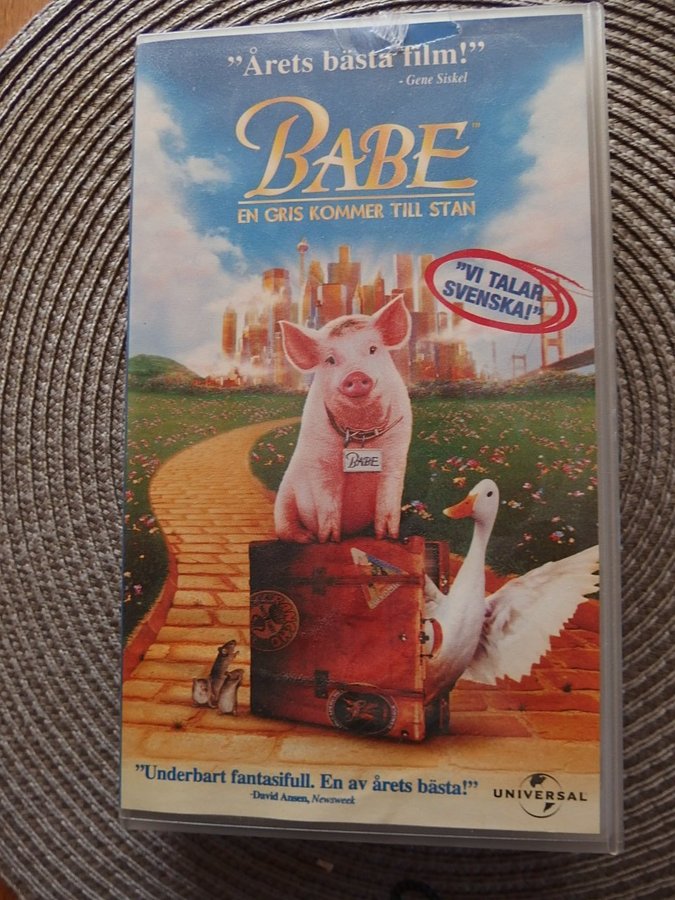 "Årets bästa film!"
- Gene Siskel
BABE™
EN GRIS KOMMER TILL STAN
"VI TALAR
SVENSKA!"
BABE
"Underbart fantasifull. En av årets bästa!"
-David Ansen, Newsweek
UNIVERSAL